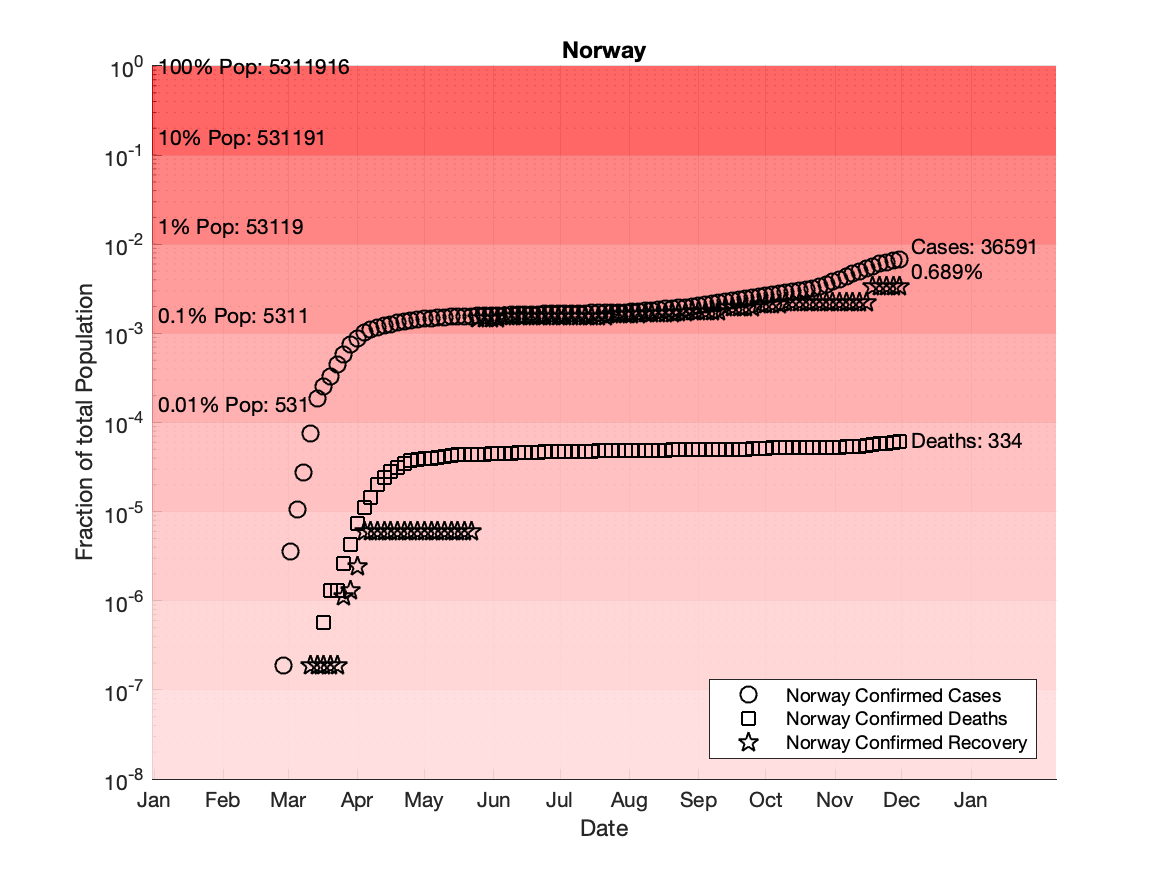 Norway
10^0
100% Pop: 5311916
10% Pop: 531191
10^-1
1% Pop: 53119
10^-2
Cases: 36591
0.689%
0.1% Pop: 5311
10^-3
0.01% Pop: 531
10^-4
Deaths: 334
10^-5
10^-6
10^-7
10^-8
Fraction of total Population
Norway Confirmed Cases
Norway Confirmed Deaths
Norway Confirmed Recovery
Jan Feb Mar Apr May Jun Jul Aug Sep Oct Nov Dec Jan
Date